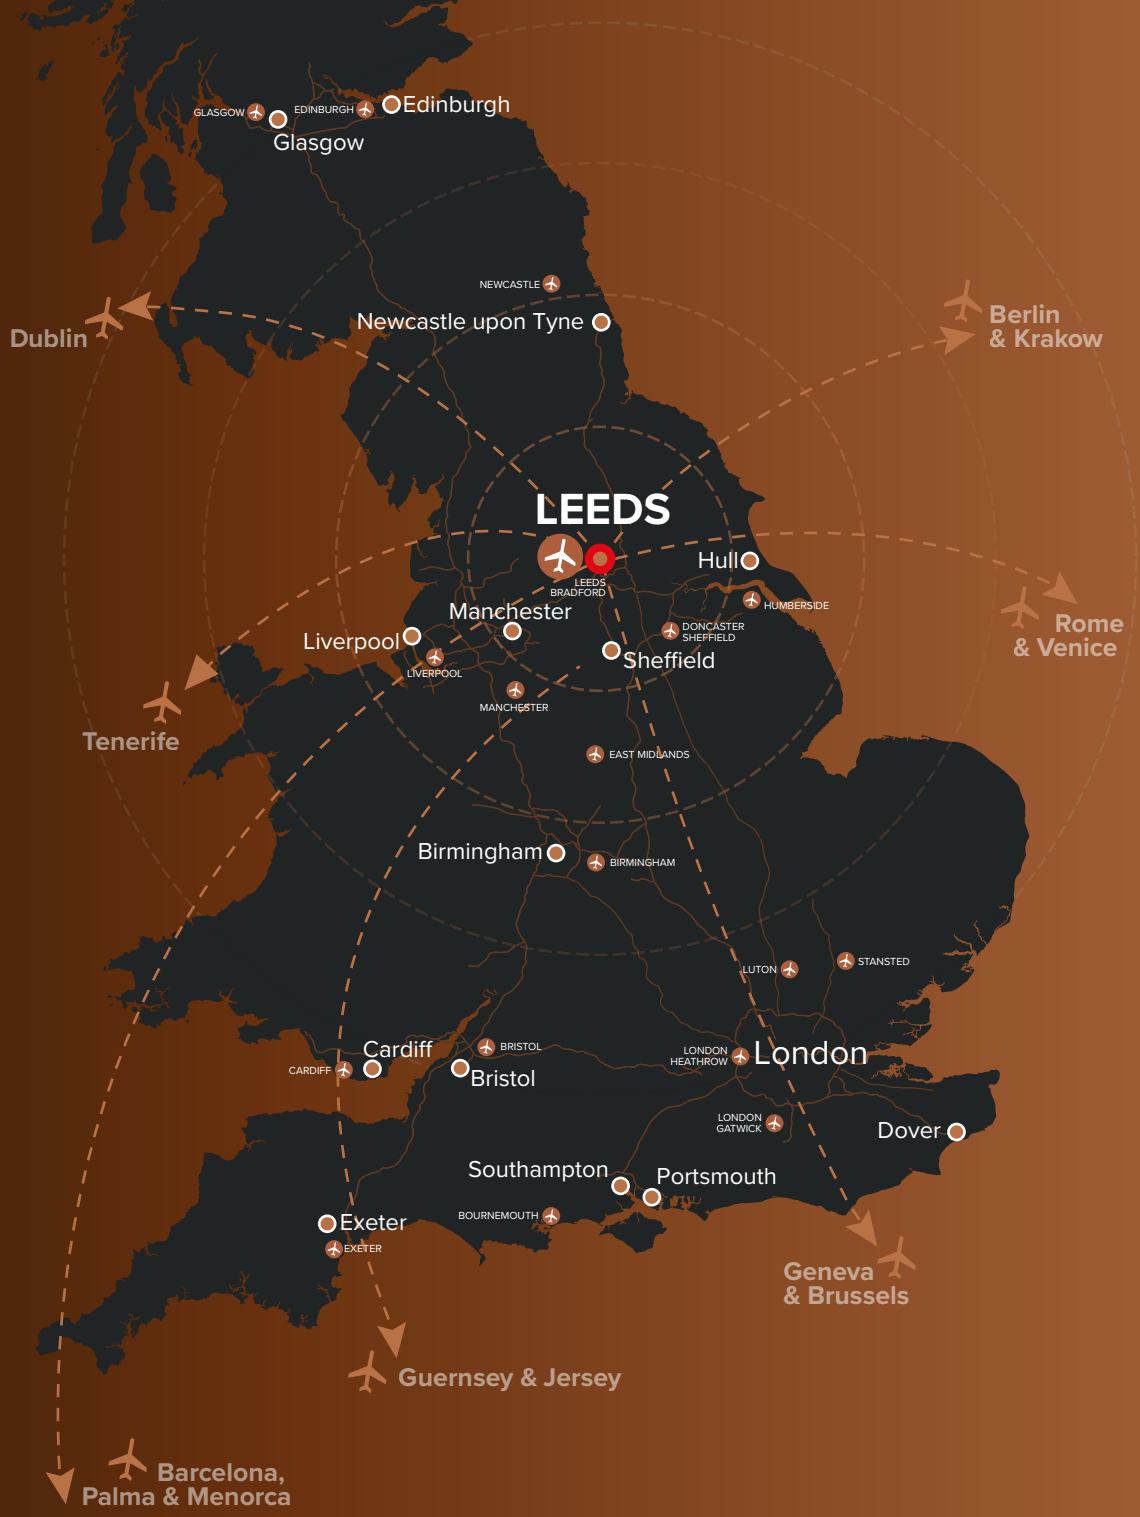 Edinburgh
EDINBURGH
GLASGOW
Glasgow
NEWCASTLE
Newcastle upon Tyne
Dublin
Berlin
& Krakow
LEEDS
LEEDS
BRADFORD
Hull
HUMBERSIDE
Manchester
DONCASTER
SHEFFIELD
Rome
& Venice
Liverpool
Sheffield
LIVERPOOL
MANCHESTER
Tenerife
EAST MIDLANDS
Birmingham
BIRMINGHAM
LUTON
STANSTED
Cardiff
CARDIFF
BRISTOL
Bristol
LONDON
HEATHROW
London
LONDON
GATWICK
Dover
Southampton
Portsmouth
BOURNEMOUTH
Exeter
EXETER
Geneva
& Brussels
Guernsey & Jersey
Barcelona,
Palma & Menorca